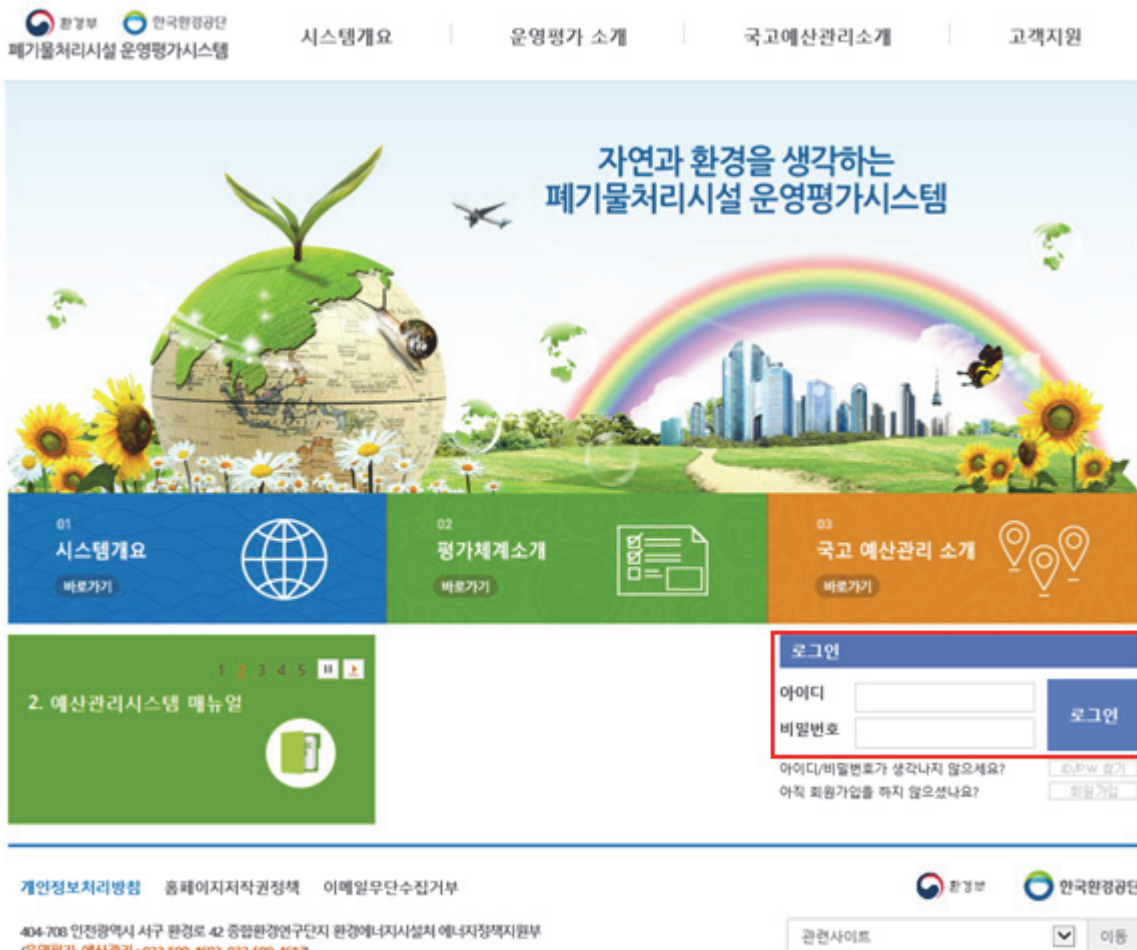 환경부 한국환경공단
폐기물처리시설 운영평가시스템
시스템개요 운영평가 소개 국고예산관리소개 고객지원
자연과 환경을 생각하는
폐기물처리시설 운영평가시스템
01
시스템개요
바로가기
02
평가체계소개
바로가기
03
국고 예산관리 소개
바로가기
1 2 3 4 5
2. 예산관리시스템 매뉴얼
로그인
아이디
비밀번호
로그인
아이디/비밀번호가 생각나지 않으세요? ID/PW 찾기
아직 회원가입을 하지 않으셨나요? 회원가입
개인정보처리방침 홈페이지저작권정책 이메일무단수집거부
환경부 한국환경공단
404-708 인천광역시 서구 환경로 42 종합환경연구단지 환경에너지시설처 에너지정책지원부
관련사이트 이동